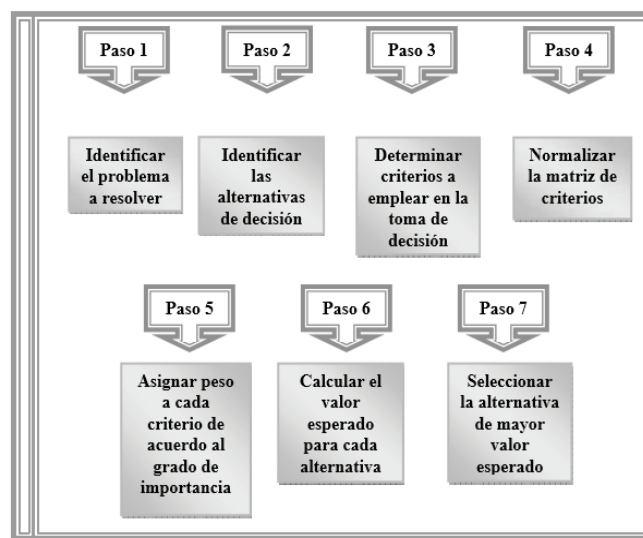 Paso 1
Paso 2
Paso 3
Paso 4
Identificar
el problema
a resolver
Identificar
las
alternativas
de decisión
Determinar
criterios a
emplear en la
toma de
decisión
Normalizar
la matriz de
criterios
Paso 5
Paso 6
Paso 7
Asignar peso
a cada
criterio de
acuerdo al
grado de
importancia
Calcular el
valor
esperado
para cada
alternativa
Seleccionar
la alternativa
de mayor
valor
esperado